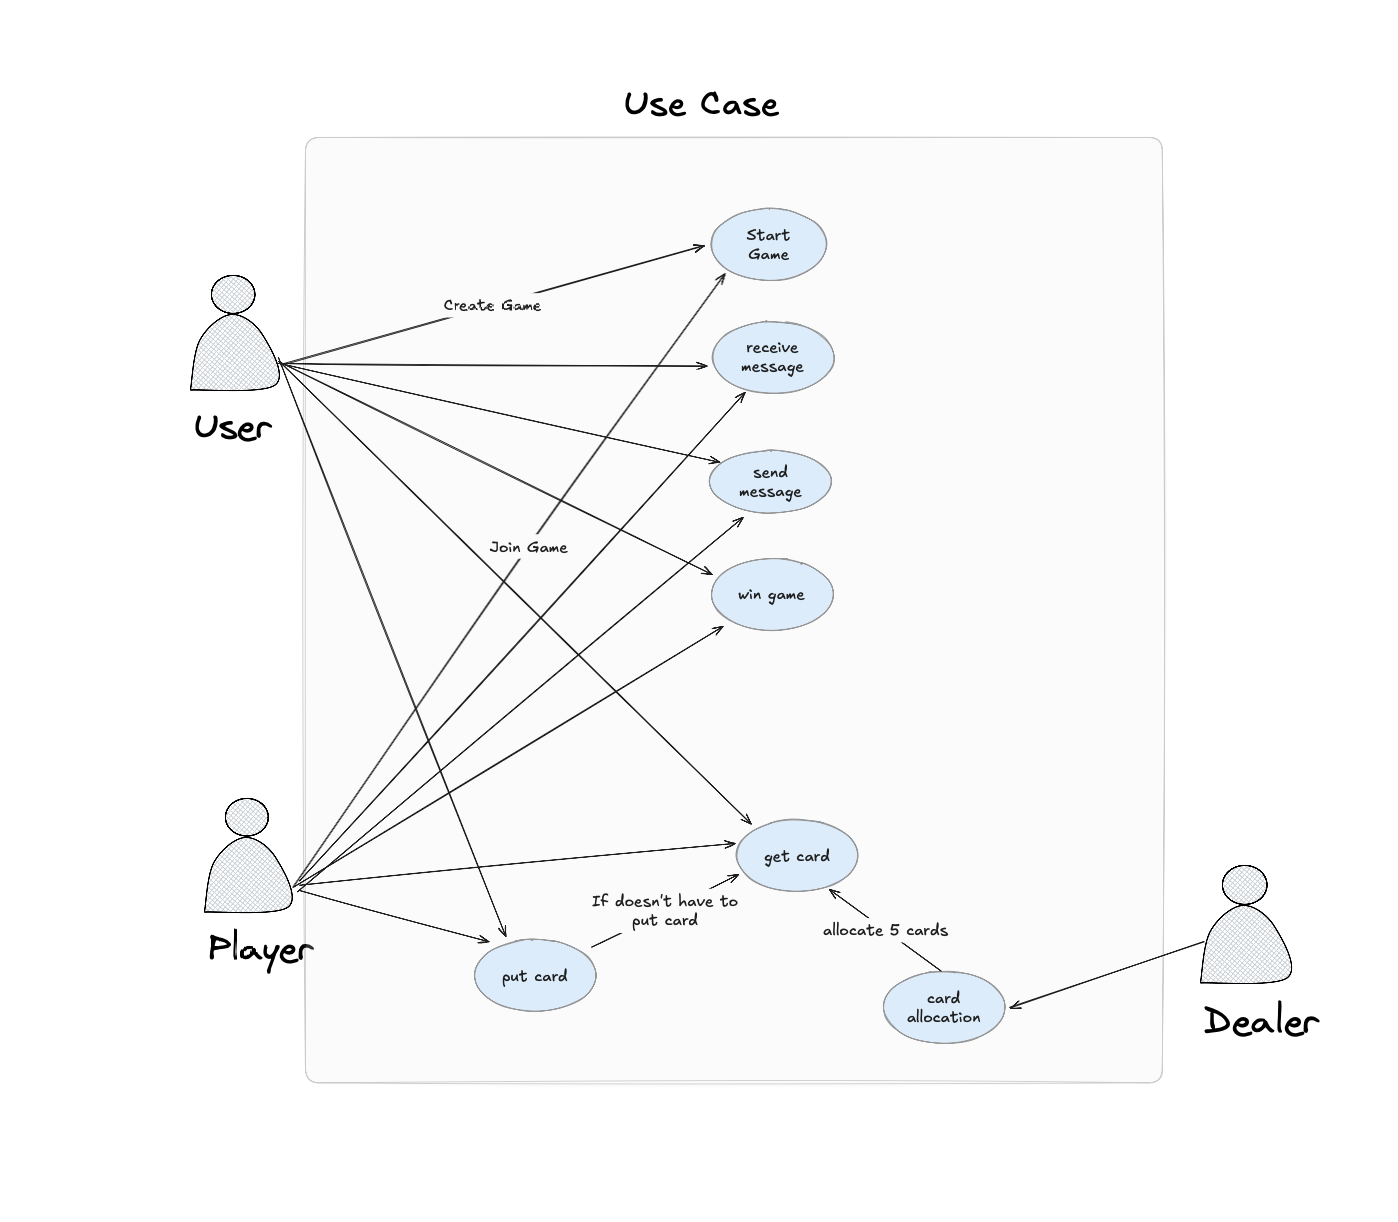 Use Case
Start
Game
Create Game
receive
message
User
send
message
Join Game
win game
get card
If doesn't have to
put card
allocate 5 cards
Player
put card
card
allocation
Dealer